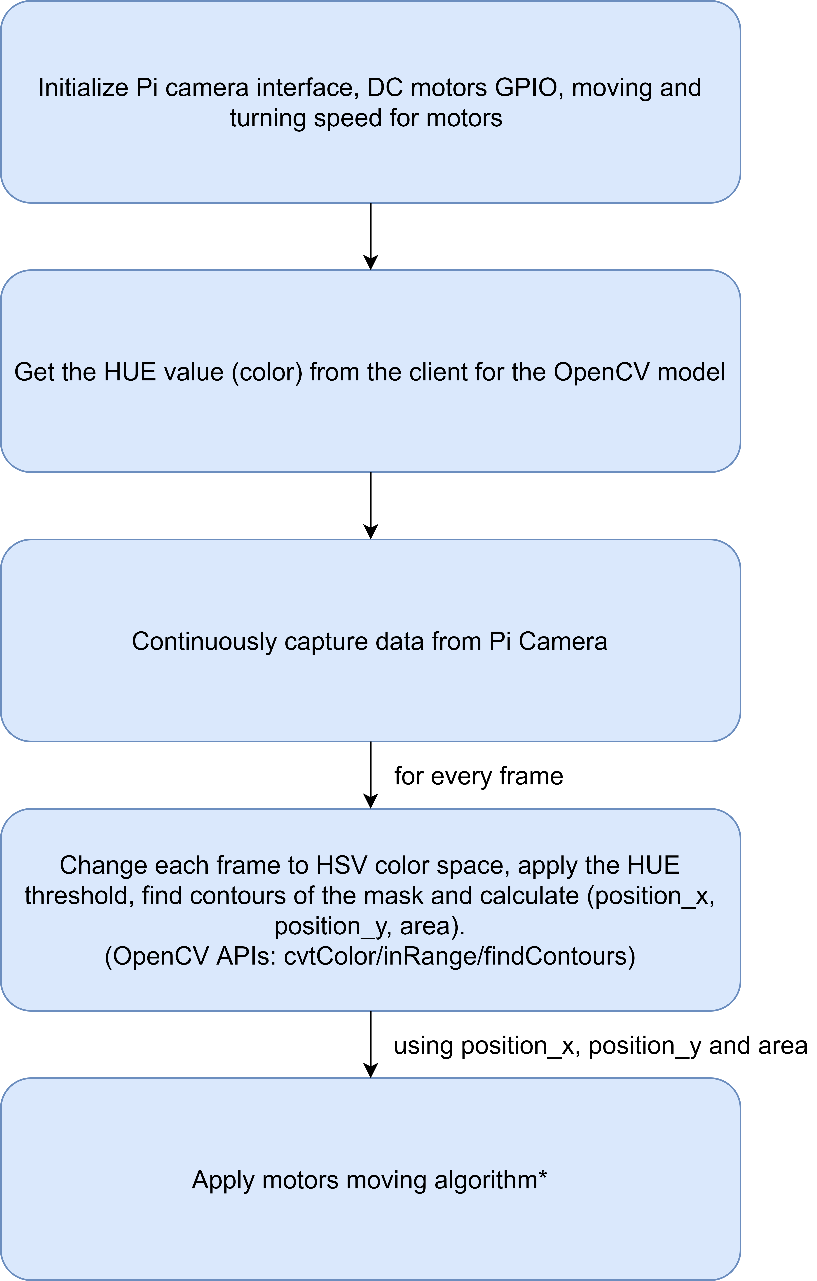 Initialize Pi camera interface, DC motors GPIO, moving and
turning speed for motors
Get the HUE value (color) from the client for the OpenCV model
Continuously capture data from Pi Camera
for every frame
Change each frame to HSV color space, apply the HUE
threshold, find contours of the mask and calculate (position_x,
position_y, area).
(OpenCV APIs: cvtColor/inRange/findContours)
using position_x, position_y and area
Apply motors moving algorithm*